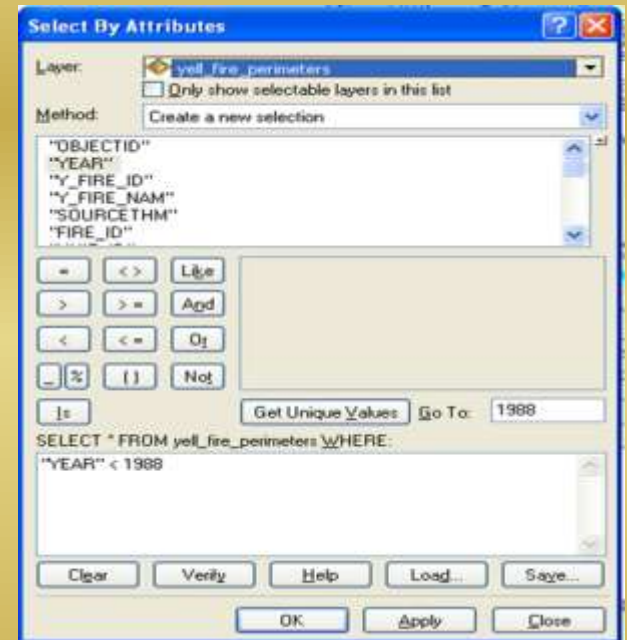 Select By Attributes
Layer: yell_fire_perimeters
Only show selectable layers in this list
Method: Create a new selection
"OBJECTID"
"YEAR"
"Y_FIRE_ID"
"Y_FIRE_NAM"
"SOURCETHM"
"FIRE_ID"
= < > Like
> > = And
< < = Or
_ % ( ) Not
Is Get Unique Values Go To: 1988
SELECT * FROM yell_fire_perimeters WHERE:
"YEAR" < 1988
Clear Verify Help Load... Save...
OK Apply Close